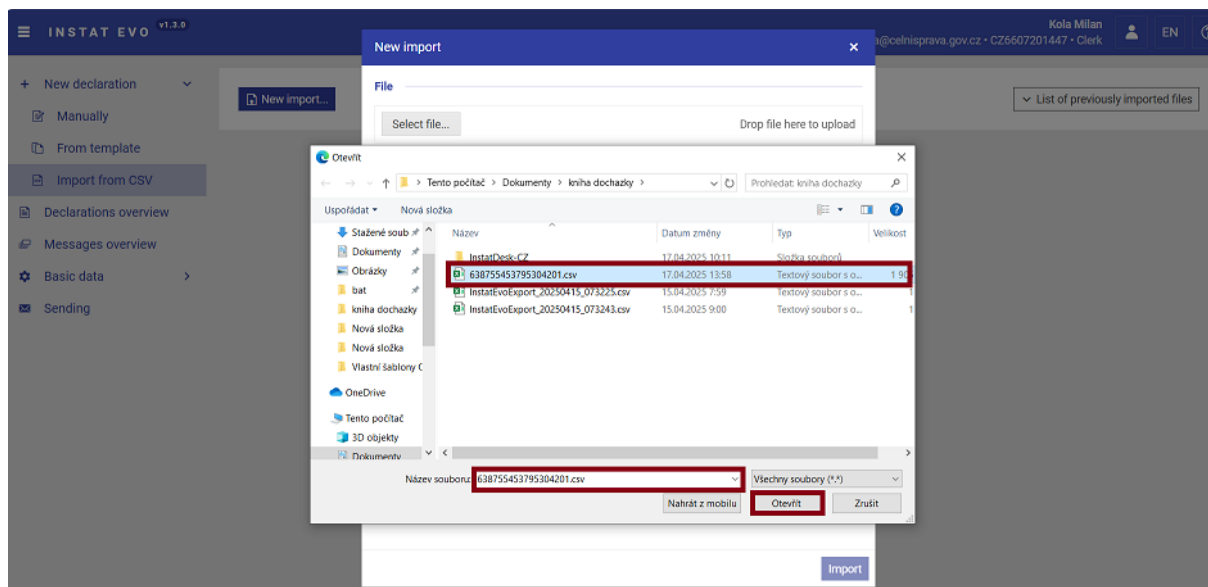 INSTAT EVO v1.3.0
Kola Milan
@celnisprava.gov.cz • CZ6607201447 • Clerk
EN
New import
File
Select file...
Drop file here to upload
New declaration
Manually
From template
Import from CSV
Declarations overview
Messages overview
Basic data
Sending
New import...
List of previously imported files
Otevřít
Tento počítač > Dokumenty > kniha dochazky >
Prohledat: kniha dochazky
Uspořádat
Nová složka
Stažené soub
Dokumenty
Obrázky
bat
kniha dochazky
Nová složka
Nová složka
Vlastní šablony
OneDrive
Tento počítač
3D objekty
Dokumenty
Název Datum změny Typ Velikost
InstatDesk-CZ 17.04.2025 10:11 Složka souborů
638755453795304201.csv 17.04.2025 13:58 Textový soubor s o... 1 90
InstatEvoExport_20250415_073225.csv 15.04.2025 7:59 Textový soubor s o... 1
InstatEvoExport_20250415_073243.csv 15.04.2025 9:00 Textový soubor s o... 1
Název souboru: 638755453795304201.csv
Všechny soubory (*.*)
Nahrát z mobilu
Otevřít
Zrušit
Import